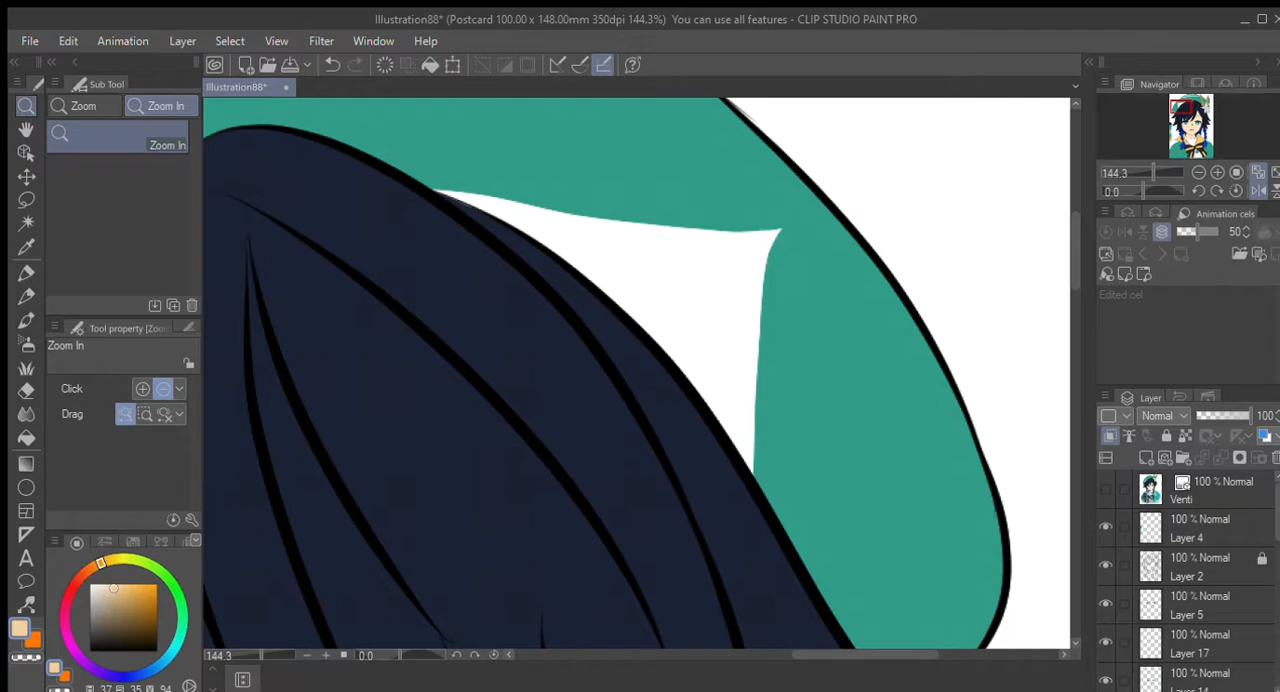 Illustration88* (Postcard 100.00 x 148.00mm 350dpi 144.3%) You can use all features - CLIP STUDIO PAINT PRO
File Edit Animation Layer Select View Filter Window Help
Sub Tool
Illustration88*
Navigator
Zoom
Zoom In
Zoom In
144.3
0.0
Animation cels
50
Edited cel
Tool property [Zoo
Zoom In
Click
Drag
Layer
Normal
100
100 % Normal
Venti
100 % Normal
Layer 4
100 % Normal
Layer 2
100 % Normal
Layer 5
100 % Normal
Layer 17
100 % Normal
A
144.3
0.0
H 37 S 35 V 94